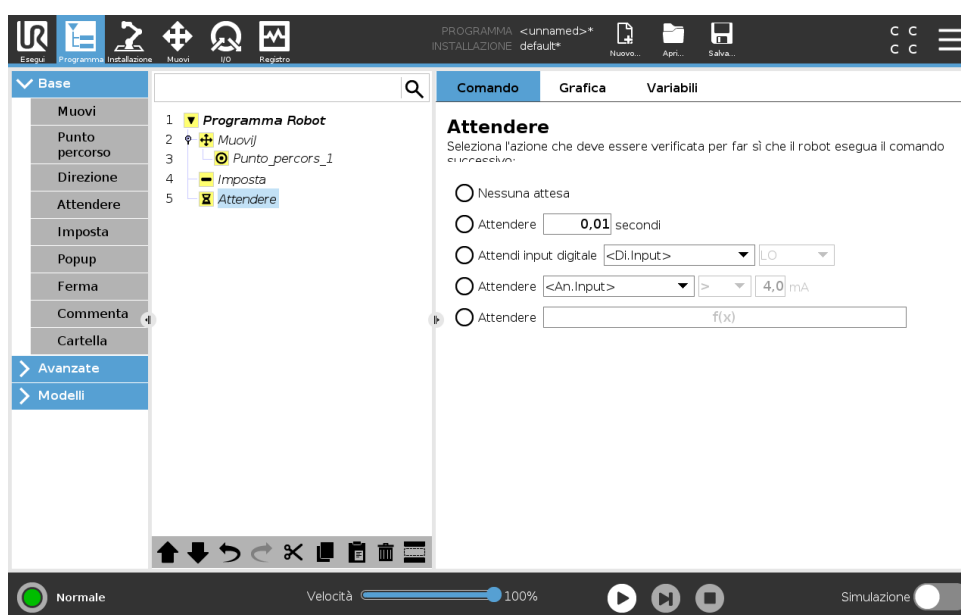 PROGRAMMA <unnamed>*
INSTALLAZIONE default*
Esegui Programma Installazione Muovi I/O Registro Nuovo... Apri... Salva...
C C
C C
Base
Muovi
Punto
percorso
Direzione
Attendere
Imposta
Popup
Ferma
Commenta
Cartella
Avanzate
Modelli
1 Programma Robot
2 MuoviJ
3 Punto_percors_1
4 Imposta
5 Attendere
Comando Grafica Variabili
Attendere
Seleziona l'azione che deve essere verificata per far sì che il robot esegua il comando
successivo:
Nessuna attesa
Attendere 0,01 secondi
Attendi input digitale <Di.Input> LO
Attendere <An.Input> > 4,0 mA
Attendere f(x)
Normale Velocità 100% Simulazione